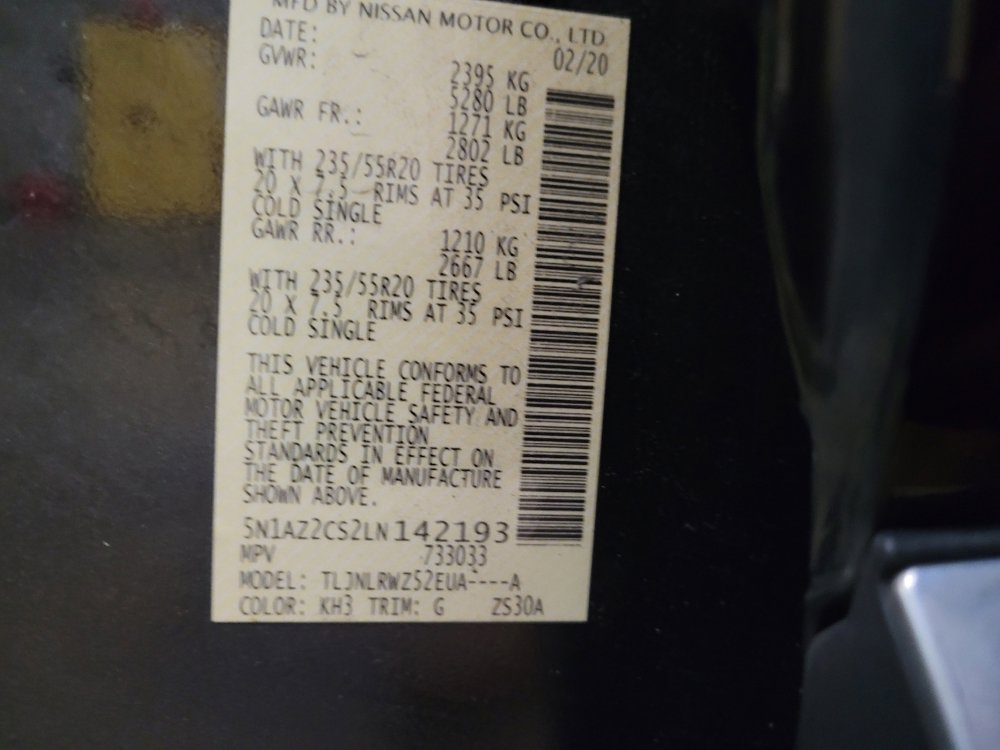 MFD BY NISSAN MOTOR CO., LTD.
DATE: 02/20
GVWR: 2395 KG
5280 LB
GAWR FR.: 1271 KG
2802 LB
WITH 235/55R20 TIRES
20 X 7.5 RIMS AT 35 PSI
COLD SINGLE
GAWR RR.: 1210 KG
2667 LB
WITH 235/55R20 TIRES
20 X 7.5 RIMS AT 35 PSI
COLD SINGLE
THIS VEHICLE CONFORMS TO
ALL APPLICABLE FEDERAL
MOTOR VEHICLE SAFETY AND
THEFT PREVENTION
STANDARDS IN EFFECT ON
THE DATE OF MANUFACTURE
SHOWN ABOVE.
5N1AZ2CS2LN142193
MPV 733033
MODEL: TLJNLRWZ52EUA----A
COLOR: KH3 TRIM: G ZS30A